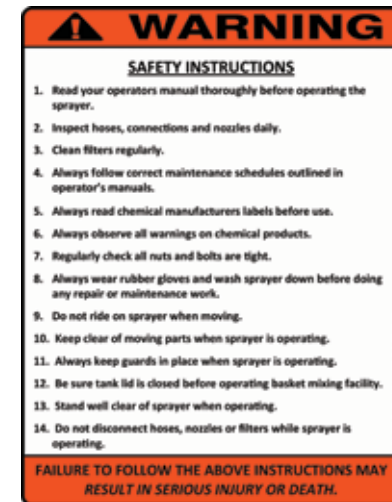 WARNING
SAFETY INSTRUCTIONS
1. Read your operators manual thoroughly before operating the
sprayer.
2. Inspect hoses, connections and nozzles daily.
3. Clean filters regularly.
4. Always follow correct maintenance schedules outlined in
operator's manuals.
5. Always read chemical manufacturers labels before use.
6. Always observe all warnings on chemical products.
7. Regularly check all nuts and bolts are tight.
8. Always wear rubber gloves and wash sprayer down before doing
any repair or maintenance work.
9. Do not ride on sprayer when moving.
10. Keep clear of moving parts when sprayer is operating.
11. Always keep guards in place when sprayer is operating.
12. Be sure tank lid is closed before operating basket mixing facility.
13. Stand well clear of sprayer when operating.
14. Do not disconnect hoses, nozzles or filters while sprayer is
operating.
FAILURE TO FOLLOW THE ABOVE INSTRUCTIONS MAY
RESULT IN SERIOUS INJURY OR DEATH.